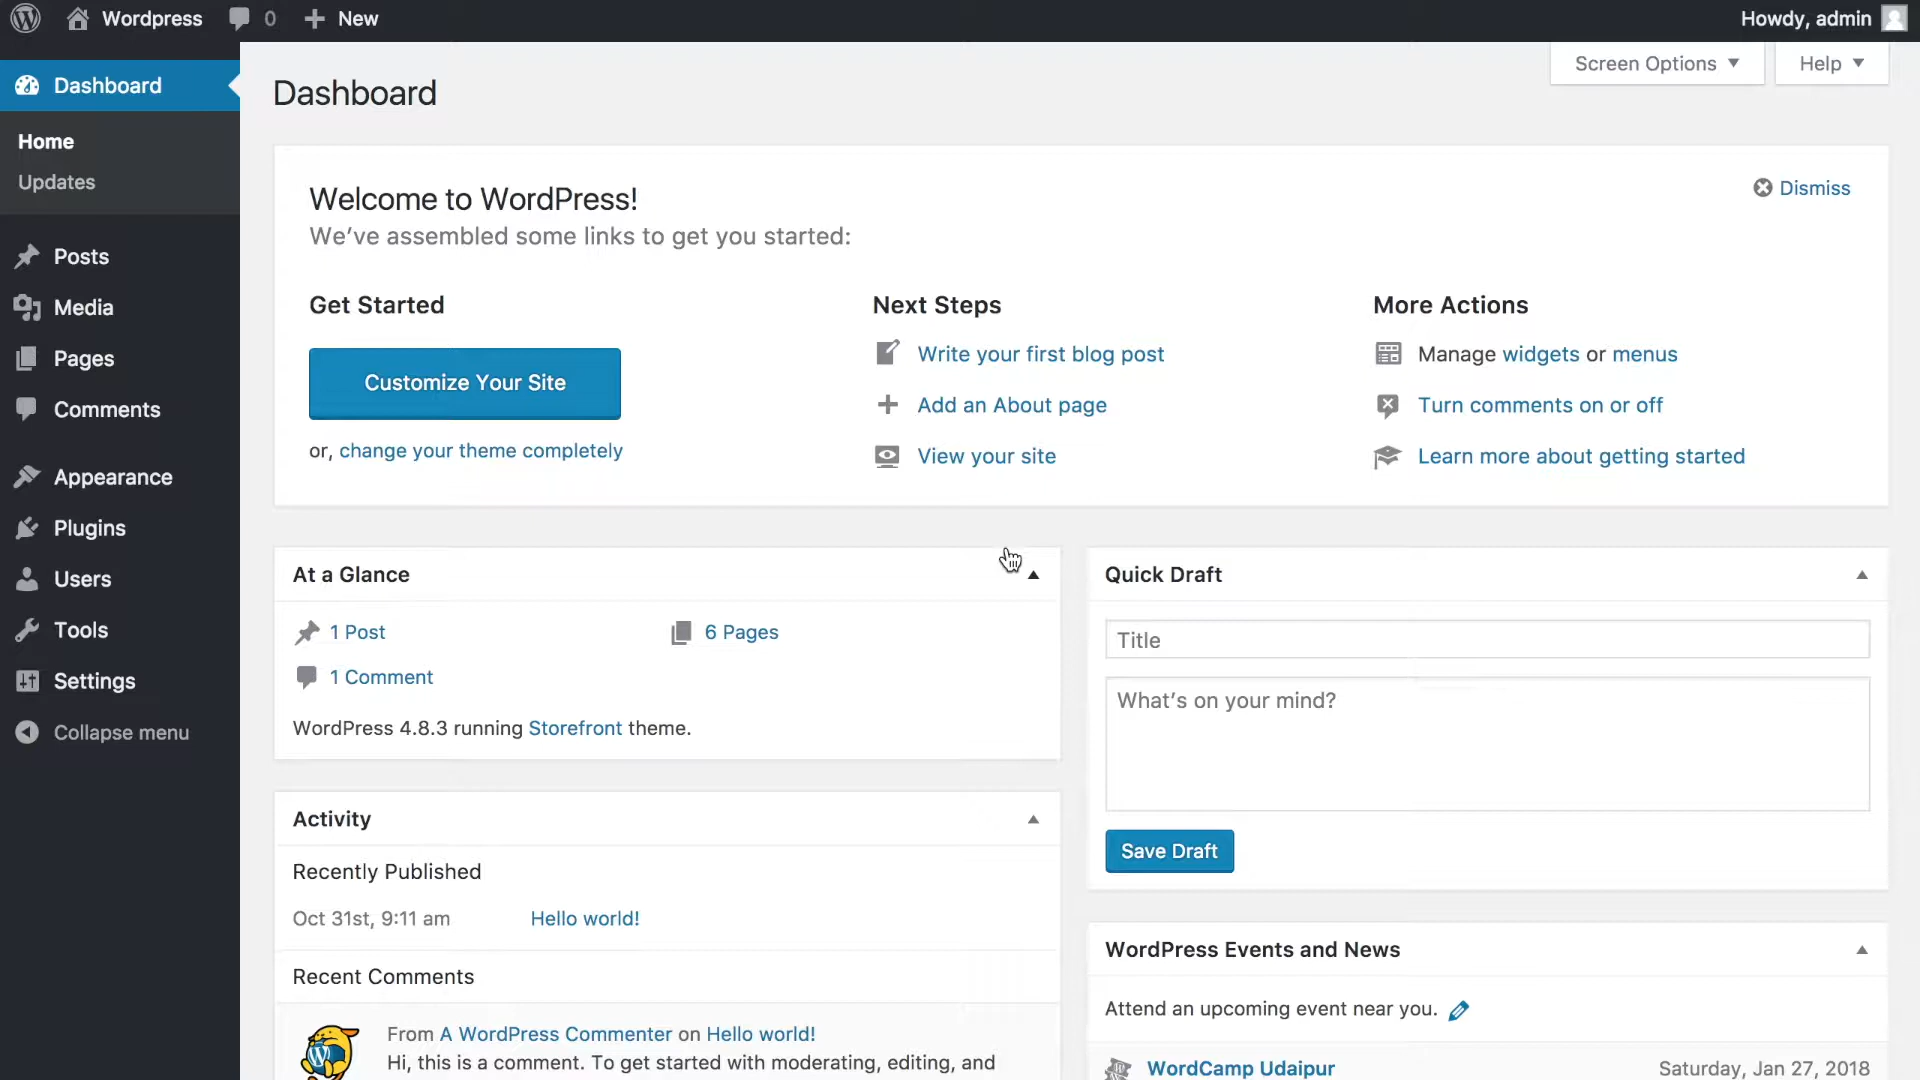 Wordpress
0
New
Howdy, admin
Dashboard
Home
Updates
Posts
Media
Pages
Comments
Appearance
Plugins
Users
Tools
Settings
Collapse menu
Screen Options
Help
Dashboard
Welcome to WordPress!
We've assembled some links to get you started:
Dismiss
Get Started
Customize Your Site
or, change your theme completely
Next Steps
Write your first blog post
Add an About page
View your site
More Actions
Manage widgets or menus
Turn comments on or off
Learn more about getting started
At a Glance
1 Post
6 Pages
1 Comment
WordPress 4.8.3 running Storefront theme.
Activity
Recently Published
Oct 31st, 9:11 am
Hello world!
Recent Comments
From A WordPress Commenter on Hello world!
Hi, this is a comment. To get started with moderating, editing, and
Quick Draft
Title
What's on your mind?
Save Draft
WordPress Events and News
Attend an upcoming event near you.
WordCamp Udaipur
Saturday, Jan 27, 2018